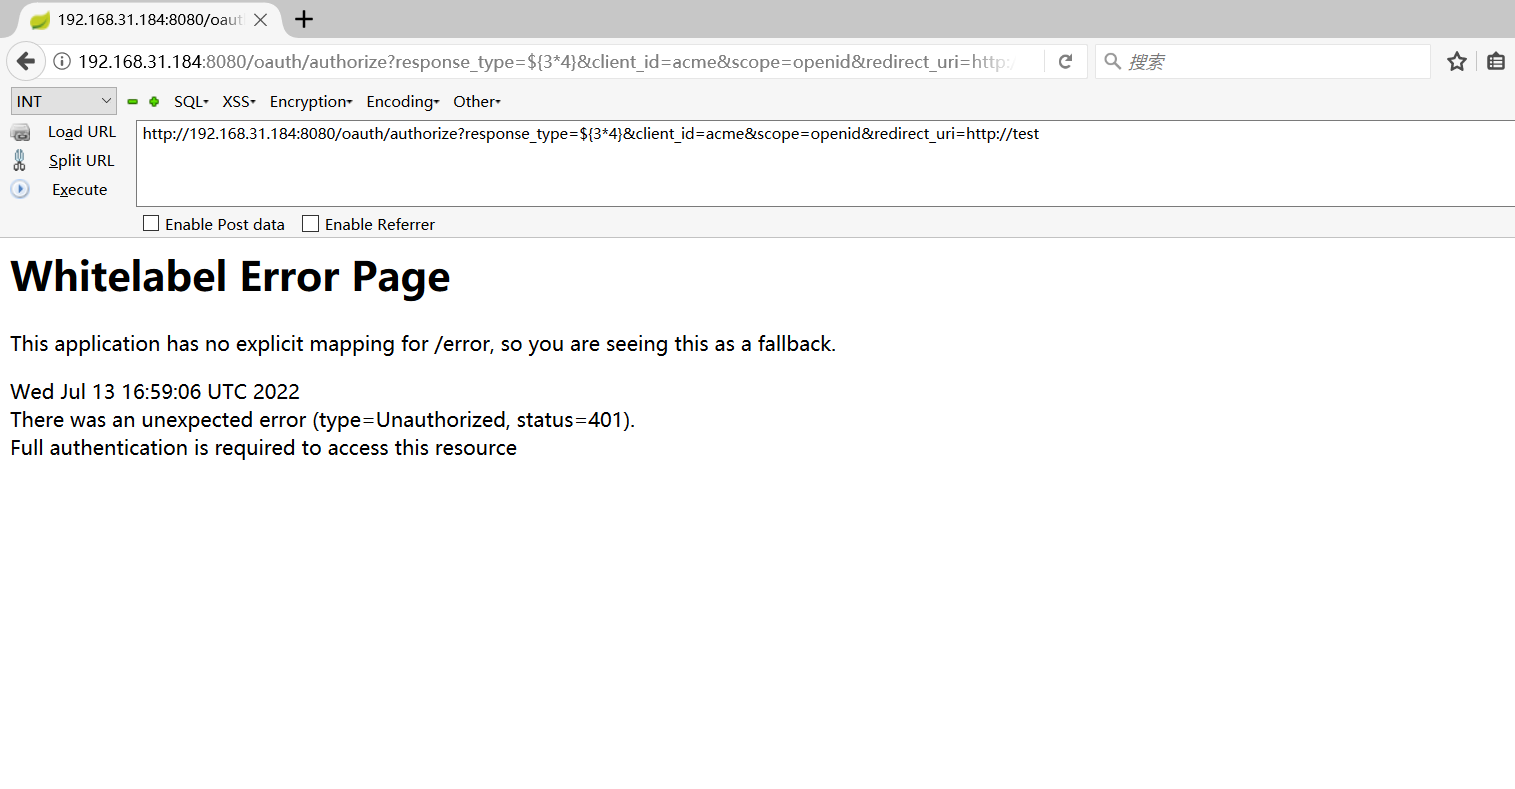 192.168.31.184:8080/oaut
192.168.31.184:8080/oauth/authorize?response_type=${3*4}&client_id=acme&scope=openid&redirect_uri=http:/
搜索
INT
SQL
XSS
Encryption
Encoding
Other
Load URL
Split URL
Execute
http://192.168.31.184:8080/oauth/authorize?response_type=${3*4}&client_id=acme&scope=openid&redirect_uri=http://test
Enable Post data
Enable Referrer
Whitelabel Error Page
This application has no explicit mapping for /error, so you are seeing this as a fallback.
Wed Jul 13 16:59:06 UTC 2022
There was an unexpected error (type=Unauthorized, status=401).
Full authentication is required to access this resource